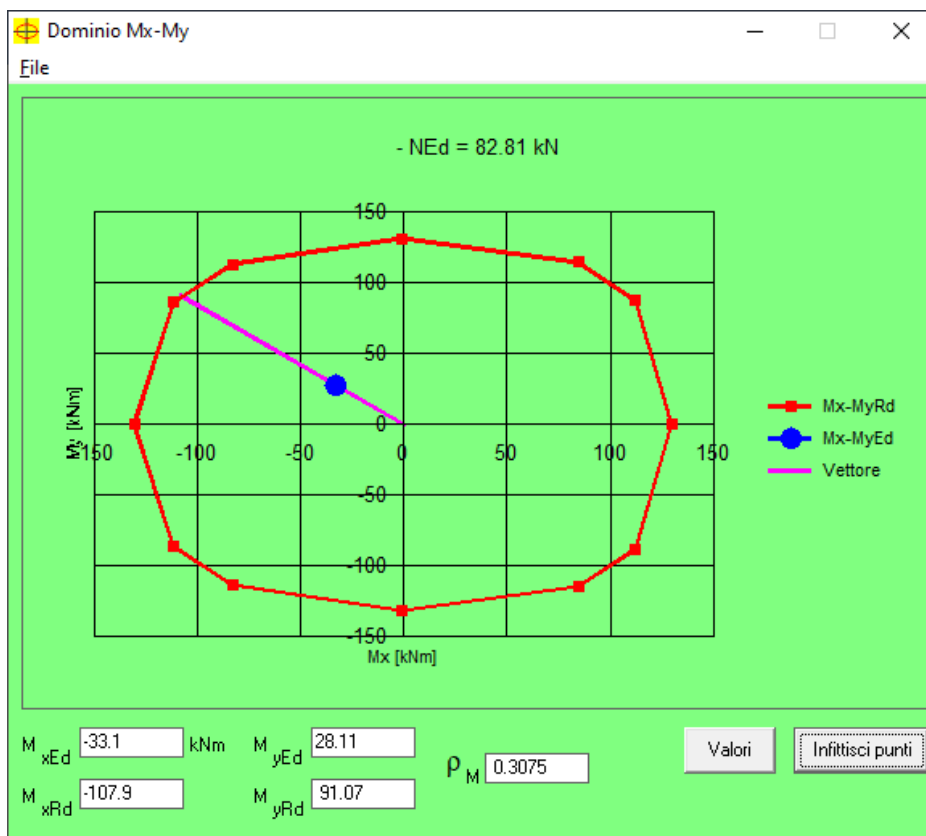 Dominio Mx-My
File
- NEd = 82.81 kN
150
100
50
0
-50
-100
-150
-150 -100 -50 0 50 100 150
My [kNm]
Mx [kNm]
Mx-MyRd
Mx-MyEd
Vettore
M xEd -33.1 kNm M yEd 28.11
ρ M 0.3075
M xRd -107.9 M yRd 91.07
Valori
Infittisci punti